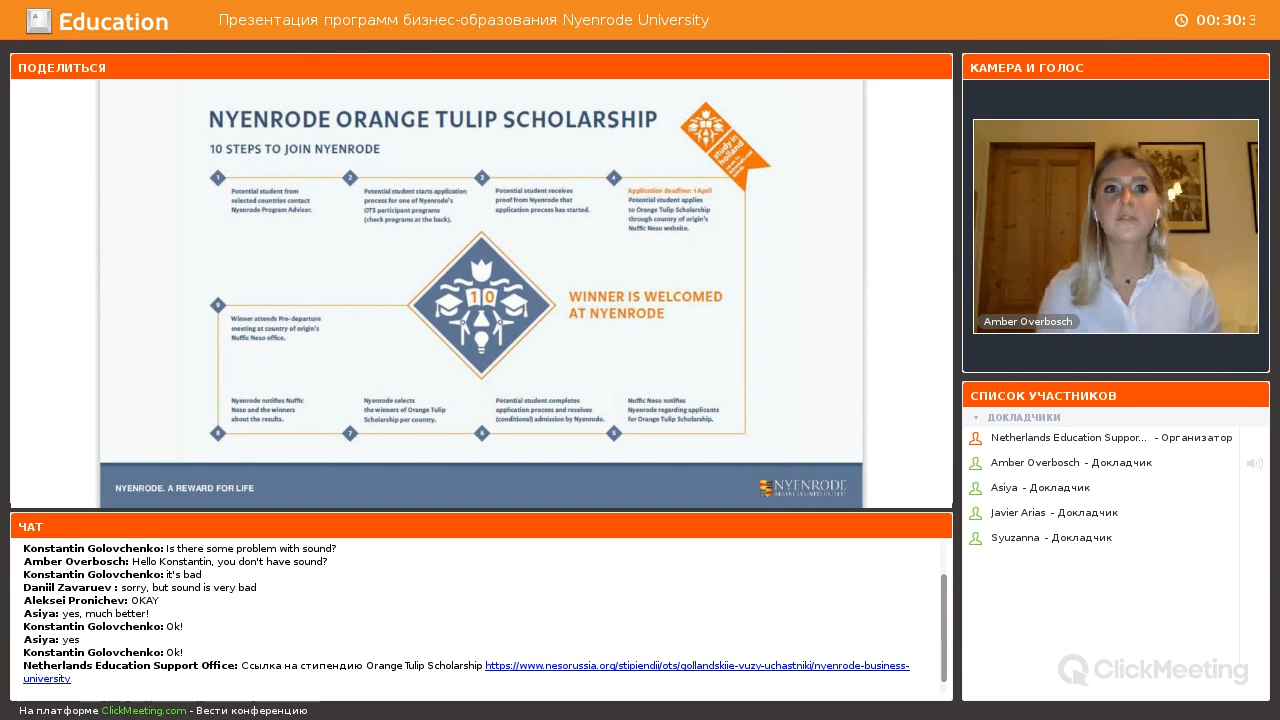 A
Education
Презентация программ бизнес-образования Nyenrode University
00:30:3
ПОДЕЛИТЬСЯ
NYENRODE ORANGE TULIP SCHOLARSHIP
10 STEPS TO JOIN NYENRODE
study in
holland
1
2
3
4
Potential student from
selected countries contact
Nyenrode Program Advisor.
Potential student starts application
process for one of Nyenrode's
OTS participant programs
(check programs at the back).
Potential student receives
proof from Nyenrode that
application process has started.
Application deadline: 1 April
Potential student applies
to Orange Tulip Scholarship
through country of origin's
Nuffic Neso website.
10
WINNER IS WELCOMED
AT NYENRODE
9
Winner attends Pre-departure
meeting at country of origin's
Nuffic Neso office.
Nyenrode notifies Nuffic
Neso and the winners
about the results.
Nyenrode selects
the winners of Orange Tulip
Scholarship per country.
Potential student completes
application process and receives
(conditional) admission by Nyenrode.
Nuffic Neso notifies
Nyenrode regarding applicants
for Orange Tulip Scholarship.
8
7
6
5
NYENRODE. A REWARD FOR LIFE
NYENRODE
ЧАТ
Konstantin Golovchenko: Is there some problem with sound?
Amber Overbosch: Hello Konstantin, you don't have sound?
Konstantin Golovchenko: it's bad
Daniil Zavaruev : sorry, but sound is very bad
Aleksei Pronichev: OKAY
Asiya: yes, much better!
Konstantin Golovchenko: Ok!
Asiya: yes
Konstantin Golovchenko: Ok!
Netherlands Education Support Office: Ссылка на стипендию Orange Tulip Scholarship https://www.nesorussia.org/stipiendii/ots/gollandskiie-vuzy-uchastniki/nyenrode-business-
university
На платформе ClickMeeting.com - Вести конференцию
КАМЕРА И ГОЛОС
Amber Overbosch
СПИСОК УЧАСТНИКОВ
ДОКЛАДЧИКИ
Netherlands Education Suppor... - Организатор
Amber Overbosch - Докладчик
Asiya - Докладчик
Javier Arias - Докладчик
Syuzanna - Докладчик
ClickMeeting